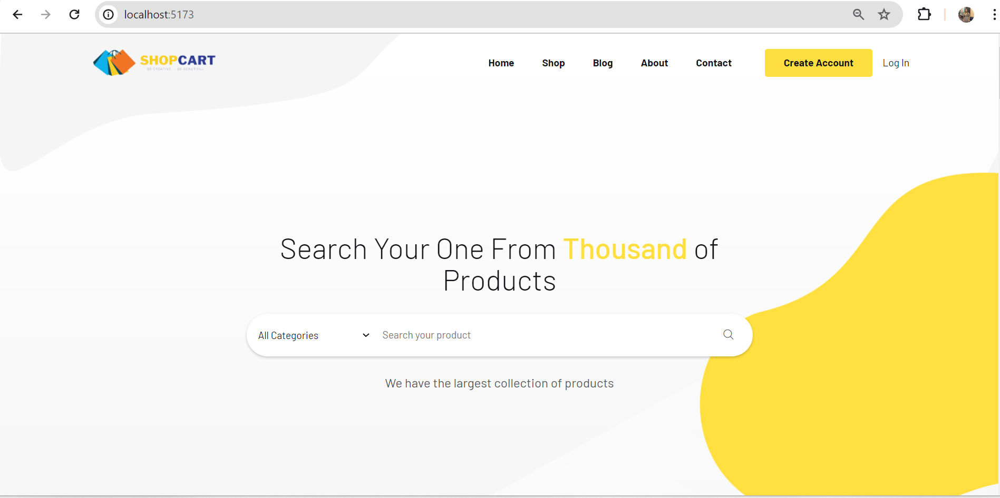 localhost:5173
SHOPCART
BE CREATIVE - BE BEAUTIFUL
Home Shop Blog About Contact Create Account Log In
Search Your One From Thousand of
Products
All Categories Search your product
We have the largest collection of products